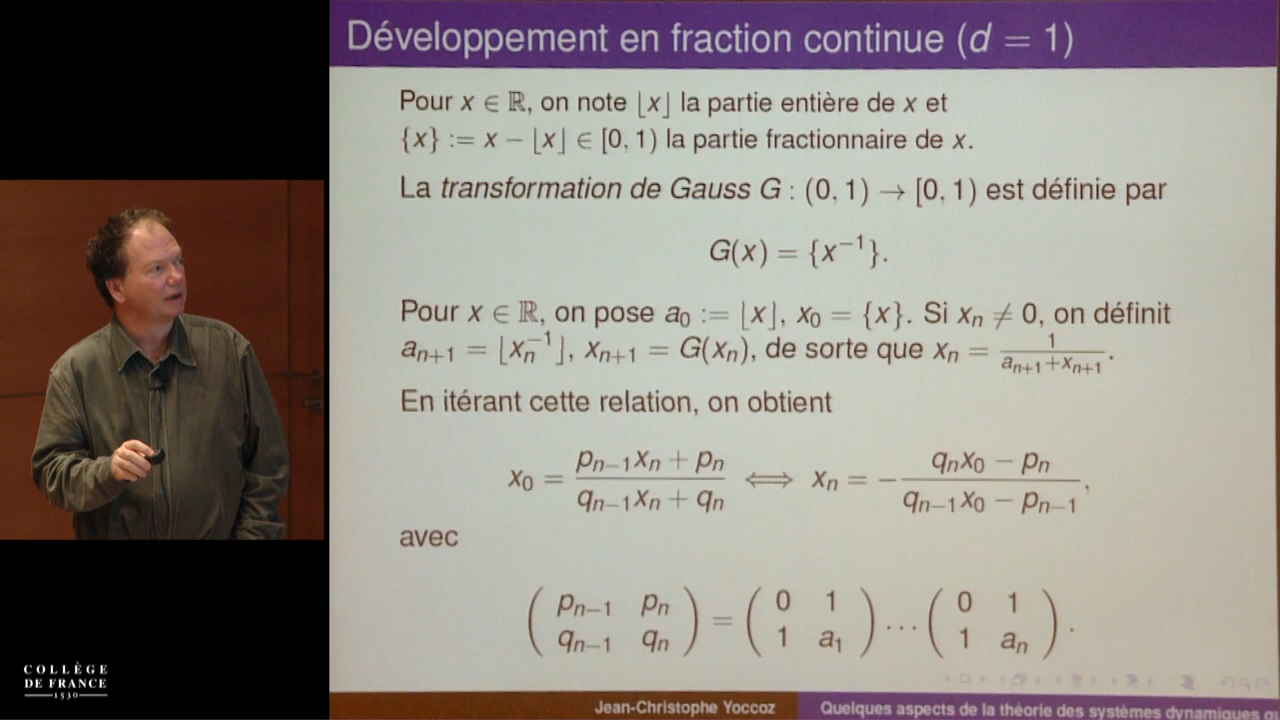 Développement en fraction continue (d = 1)
Pour x ∈ ℝ, on note ⌊x⌋ la partie entière de x et
{x} := x − ⌊x⌋ ∈ [0, 1) la partie fractionnaire de x.
La transformation de Gauss G : (0, 1) → [0, 1) est définie par
G(x) = {x⁻¹}.
Pour x ∈ ℝ, on pose a₀ := ⌊x⌋, x₀ = {x}. Si xₙ ≠ 0, on définit
aₙ₊₁ = ⌊xₙ⁻¹⌋, xₙ₊₁ = G(xₙ), de sorte que xₙ = 1/(aₙ₊₁+xₙ₊₁).
En itérant cette relation, on obtient
x₀ = (pₙ₋₁xₙ + pₙ)/(qₙ₋₁xₙ + qₙ) ⟺ xₙ = −(qₙx₀ − pₙ)/(qₙ₋₁x₀ − pₙ₋₁),
avec
( pₙ₋₁ pₙ ) = ( 0 1 ) ... ( 0 1 )
( qₙ₋₁ qₙ ) ( 1 a₁ ) ( 1 aₙ ) .
COLLÈGE
DE FRANCE
1530
Jean-Christophe Yoccoz
Quelques aspects de la théorie des systèmes dynamiques